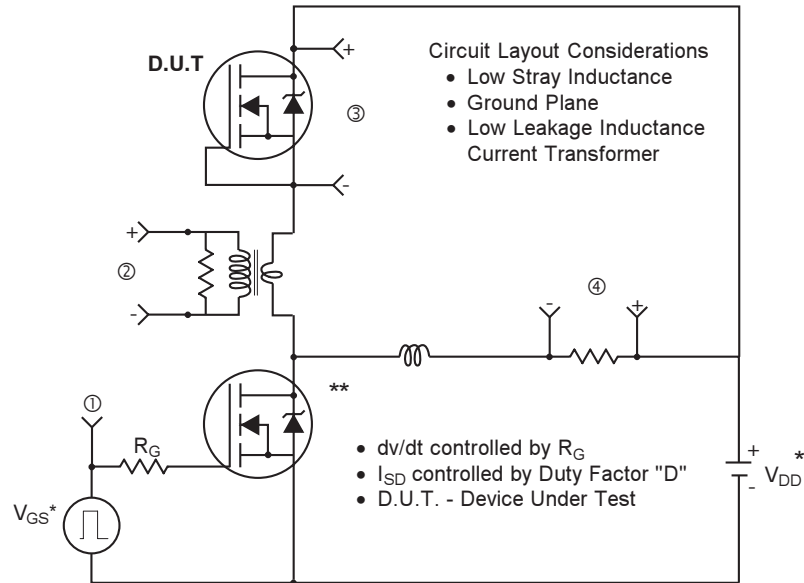 D.U.T
+
③
-
Circuit Layout Considerations
• Low Stray Inductance
• Ground Plane
• Low Leakage Inductance
Current Transformer
+
②
-
④
- +
**
①
R_G
V_GS*
• dv/dt controlled by R_G
• I_SD controlled by Duty Factor "D"
• D.U.T. - Device Under Test
+
-
V_DD*